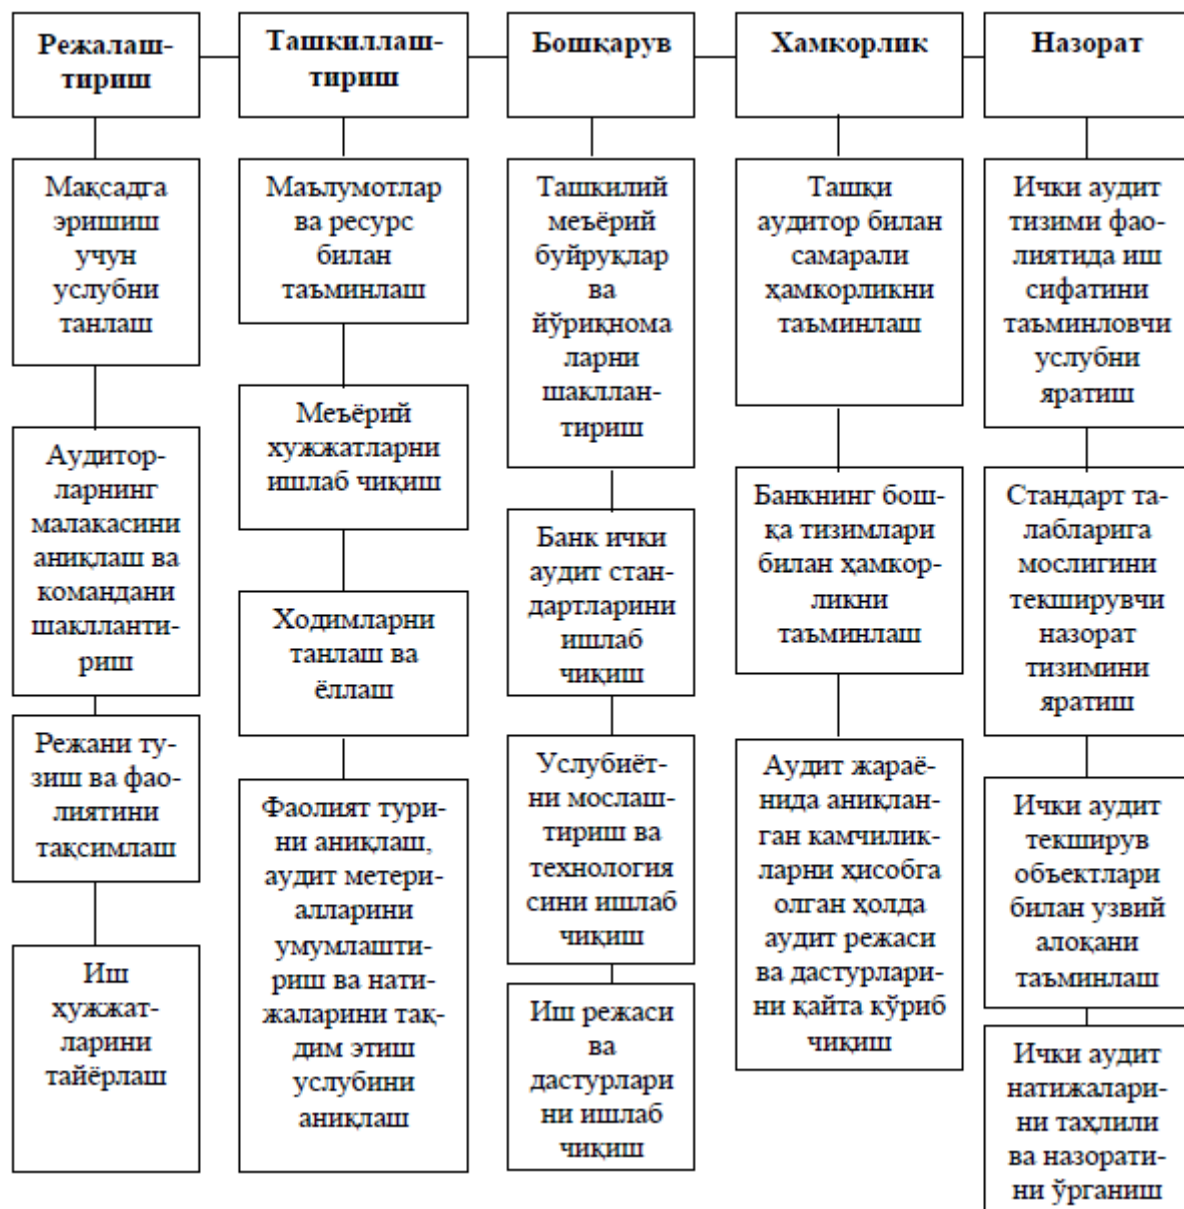 Режалаш-
тириш
Ташкиллаш-
тириш
Бошқарув
Хамкорлик
Назорат
Мақсадга
эришиш
учун
услубни
танлаш
Аудитор-
ларнинг
малакасини
аниқлаш ва
командани
шакллaнти-
риш
Режани ту-
зиш ва фао-
лиятини
тақсимлаш
Иш
ҳужжат-
ларини
тайёрлаш
Маълумотлар
ва ресурс
билан
таъминлаш
Меъёрий
ҳужжатларни
ишлаб чиқиш
Ходимларни
танлаш ва
ёллаш
Фаолият тури-
ни аниқлаш,
аудит метери-
алларини
умумлашти-
риш ва нати-
жаларини тақ-
дим этиш
услубини
аниқлаш
Ташкилий
меъёрий
буйруқлар
ва
йўриқнома
ларни
шакллан-
тириш
Банк ички
аудит стан-
дартларини
ишлаб
чиқиш
Услубиёт-
ни мослаш-
тириш ва
технология
сини ишлаб
чиқиш
Иш режаси
ва
дастурлари
ни ишлаб
чиқиш
Ташқи
аудитор билан
самарали
ҳамкорликни
таъминлаш
Банкнинг бош-
қа тизимлари
билан ҳамкор-
ликни
таъминлаш
Аудит жараё-
нида аниқлан-
ган камчилик-
ларни ҳисобга
олган ҳолда
аудит режаси
ва дастурлари-
ни қайта кўриб
чиқиш
Ички аудит
тизими фао-
лиятида иш
сифатини
таъминловчи
услубни
яратиш
Стандарт та-
лабларига
мослигини
текширувчи
назорат
тизимини
яратиш
Ички аудит
текширув
объектлари
билан узвий
алоқани
таъминлаш
Ички аудит
натижалари-
ни таҳлили
ва назорати-
ни ўрганиш